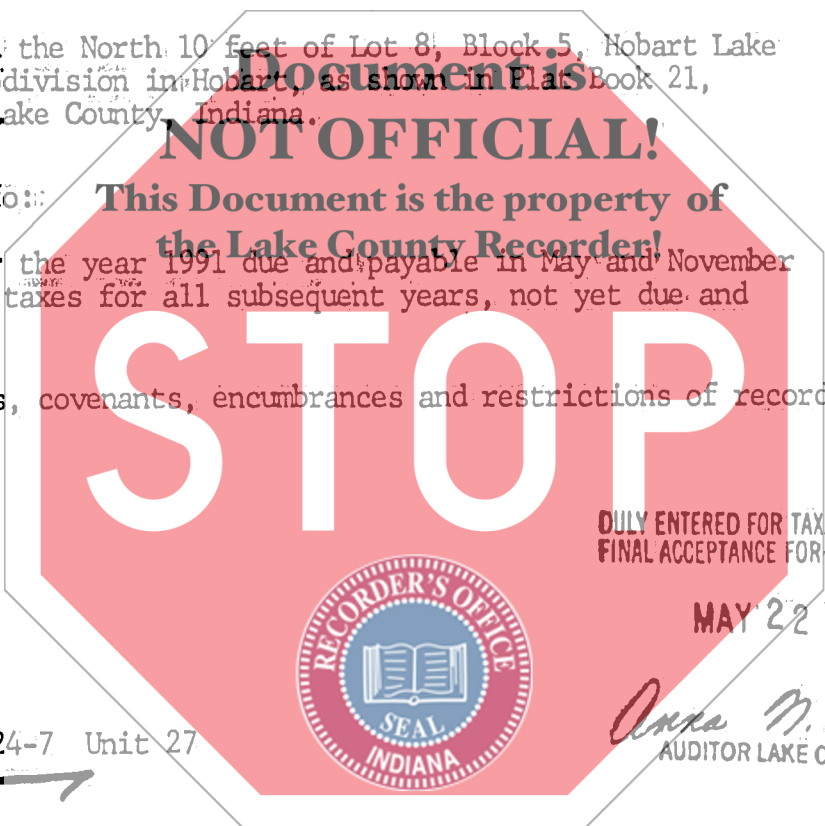 the North 10 feet of Lot 8, Block 5, Hobart Lake
Document is
division in Hobart, as shown in Plat Book 21,
ake County, Indiana.
NOT OFFICIAL!
o:
This Document is the property of
the Lake County Recorder!
the year 1991 due and payable in May and November
taxes for all subsequent years, not yet due and
STOP
s, covenants, encumbrances and restrictions of record
DULY ENTERED FOR TAX
FINAL ACCEPTANCE FOR
MAY 22
RECORDER'S OFFICE
SEAL
INDIANA
Anna N.
24-7 Unit 27
AUDITOR LAKE C